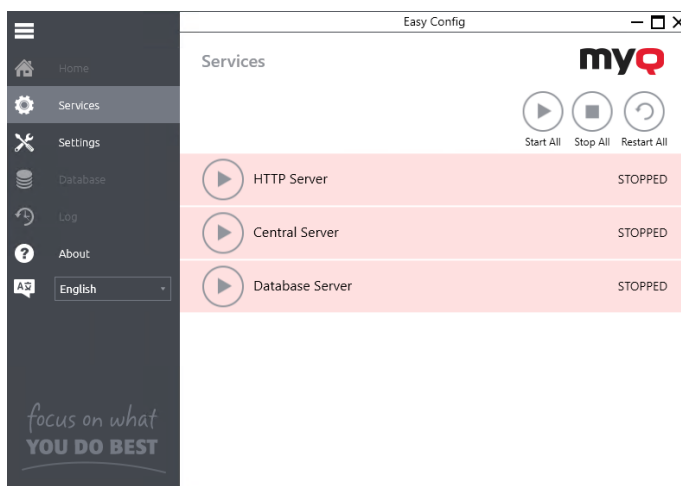 Easy Config
Home
Services
Settings
Database
Log
About
English
focus on what
YOU DO BEST
Services
myQ
Start All
Stop All
Restart All
HTTP Server
STOPPED
Central Server
STOPPED
Database Server
STOPPED